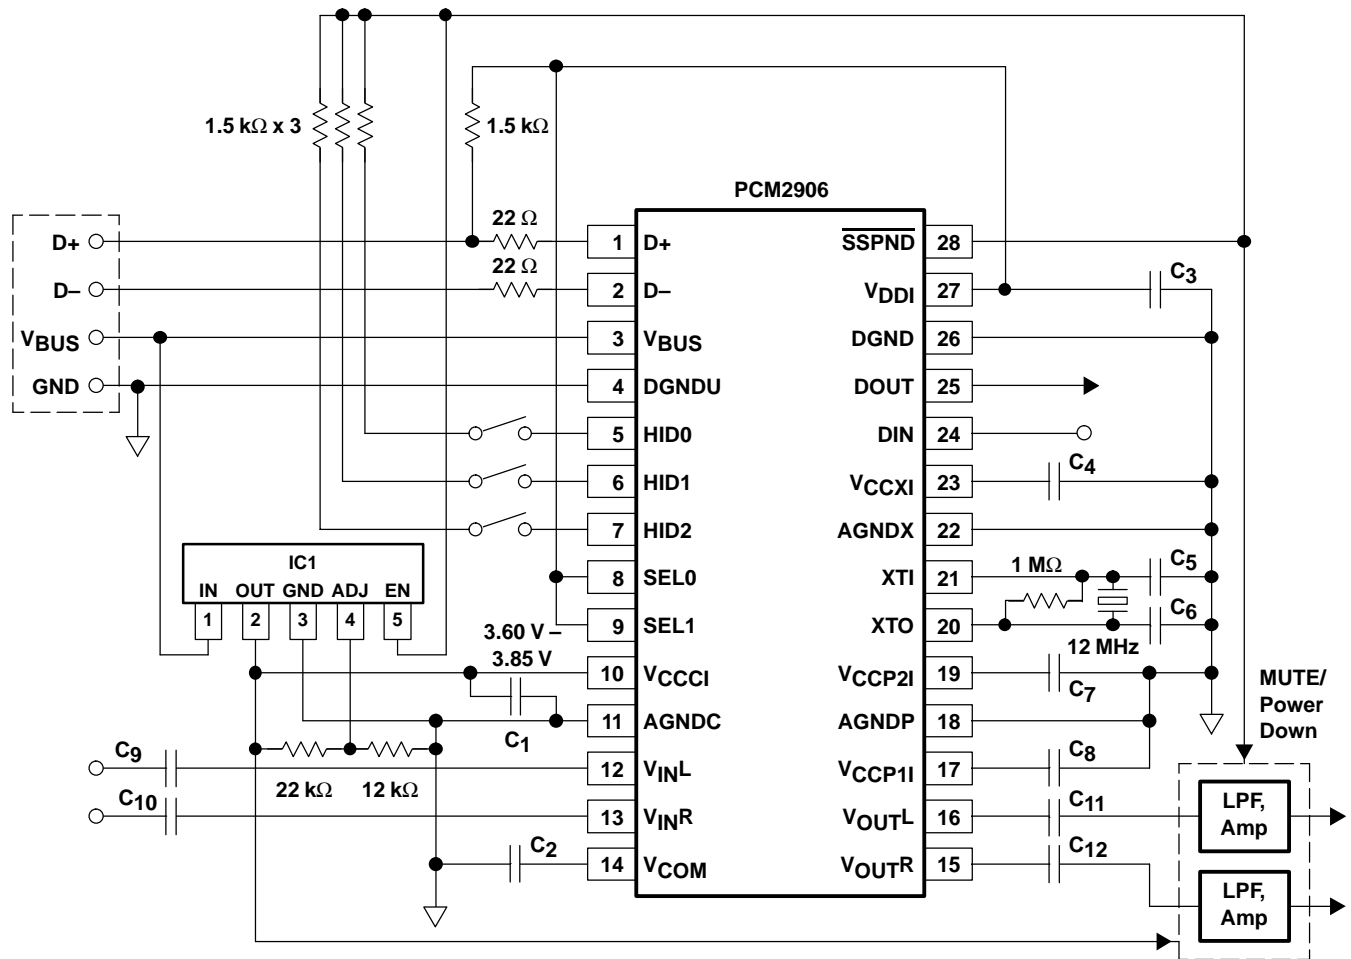 1.5 kΩ x 3
1.5 kΩ
PCM2906
22 Ω
22 Ω
D+
D–
VBUS
GND
1 D+
2 D–
3 VBUS
4 DGNDU
5 HID0
6 HID1
7 HID2
8 SEL0
9 SEL1
10 VCCCI
11 AGNDC
12 VINL
13 VINR
14 VCOM
SSPND 28
VDDI 27
DGND 26
DOUT 25
DIN 24
VCCXI 23
AGNDX 22
XTI 21
XTO 20
VCCP2I 19
AGNDP 18
VCCP1I 17
VOUTL 16
VOUTR 15
C3
C4
1 MΩ
C5
C6
12 MHz
C7
C8
C11
C12
IC1
IN OUT GND ADJ EN
1 2 3 4 5
3.60 V –
3.85 V
C1
C9
22 kΩ
12 kΩ
C10
C2
MUTE/
Power
Down
LPF,
Amp
LPF,
Amp